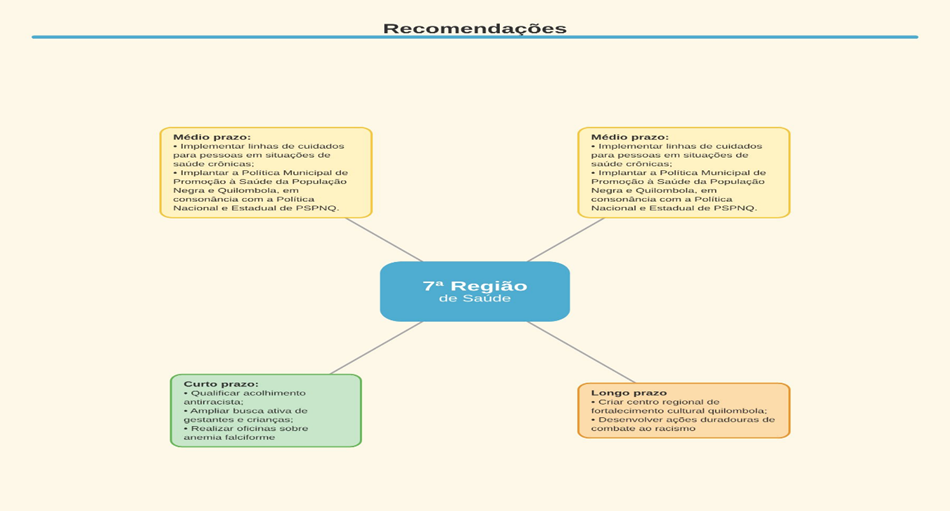 Recomendações
Médio prazo:
• Implementar linhas de cuidados
para pessoas em situações de
saúde crônicas;
• Implantar a Política Municipal de
Promoção à Saúde da População
Negra e Quilombola, em
consonância com a Política
Nacional e Estadual de PSPNQ.
Médio prazo:
• Implementar linhas de cuidados
para pessoas em situações de
saúde crônicas;
• Implantar a Política Municipal de
Promoção à Saúde da População
Negra e Quilombola, em
consonância com a Política
Nacional e Estadual de PSPNQ.
7ª Região
de Saúde
Curto prazo:
• Qualificar acolhimento
antirracista;
• Ampliar busca ativa de
gestantes e crianças;
• Realizar oficinas sobre
anemia falciforme
Longo prazo
• Criar centro regional de
fortalecimento cultural quilombola;
• Desenvolver ações duradouras de
combate ao racismo